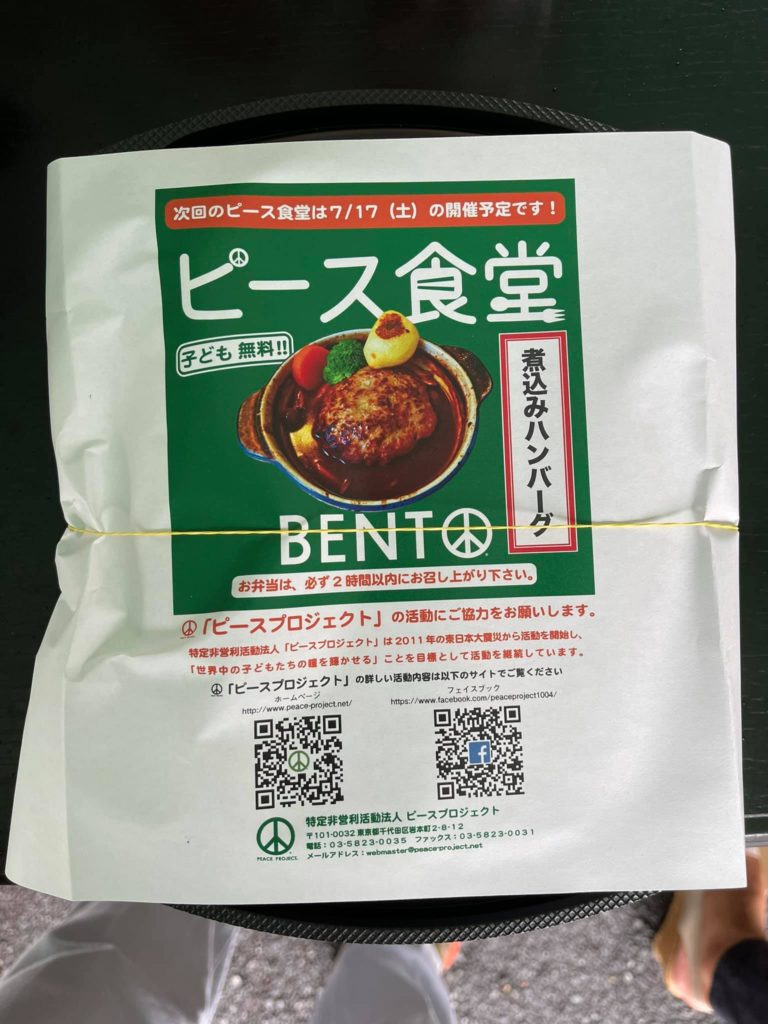 次回のピース食堂は7/17（土）の開催予定です！
ピース食堂
子ども 無料!!
煮込みハンバーグ
BENTO
お弁当は、必ず2時間以内にお召し上がり下さい。
「ピースプロジェクト」の活動にご協力をお願いします。
特定非営利活動法人「ピースプロジェクト」は2011年の東日本大震災から活動を開始し、
「世界中の子どもたちの瞳を輝かせる」ことを目標として活動を継続しています。
「ピースプロジェクト」の詳しい活動内容は以下のサイトでご覧ください
ホームページ
http://www.peace-project.net/
フェイスブック
https://www.facebook.com/peaceproject1004/
特定非営利活動法人 ピースプロジェクト
〒101-0032 東京都千代田区岩本町2-8-12
電話：03-5823-0035 ファックス：03-5823-0031
メールアドレス：webmaster@peace-project.net
PEACE PROJECT.